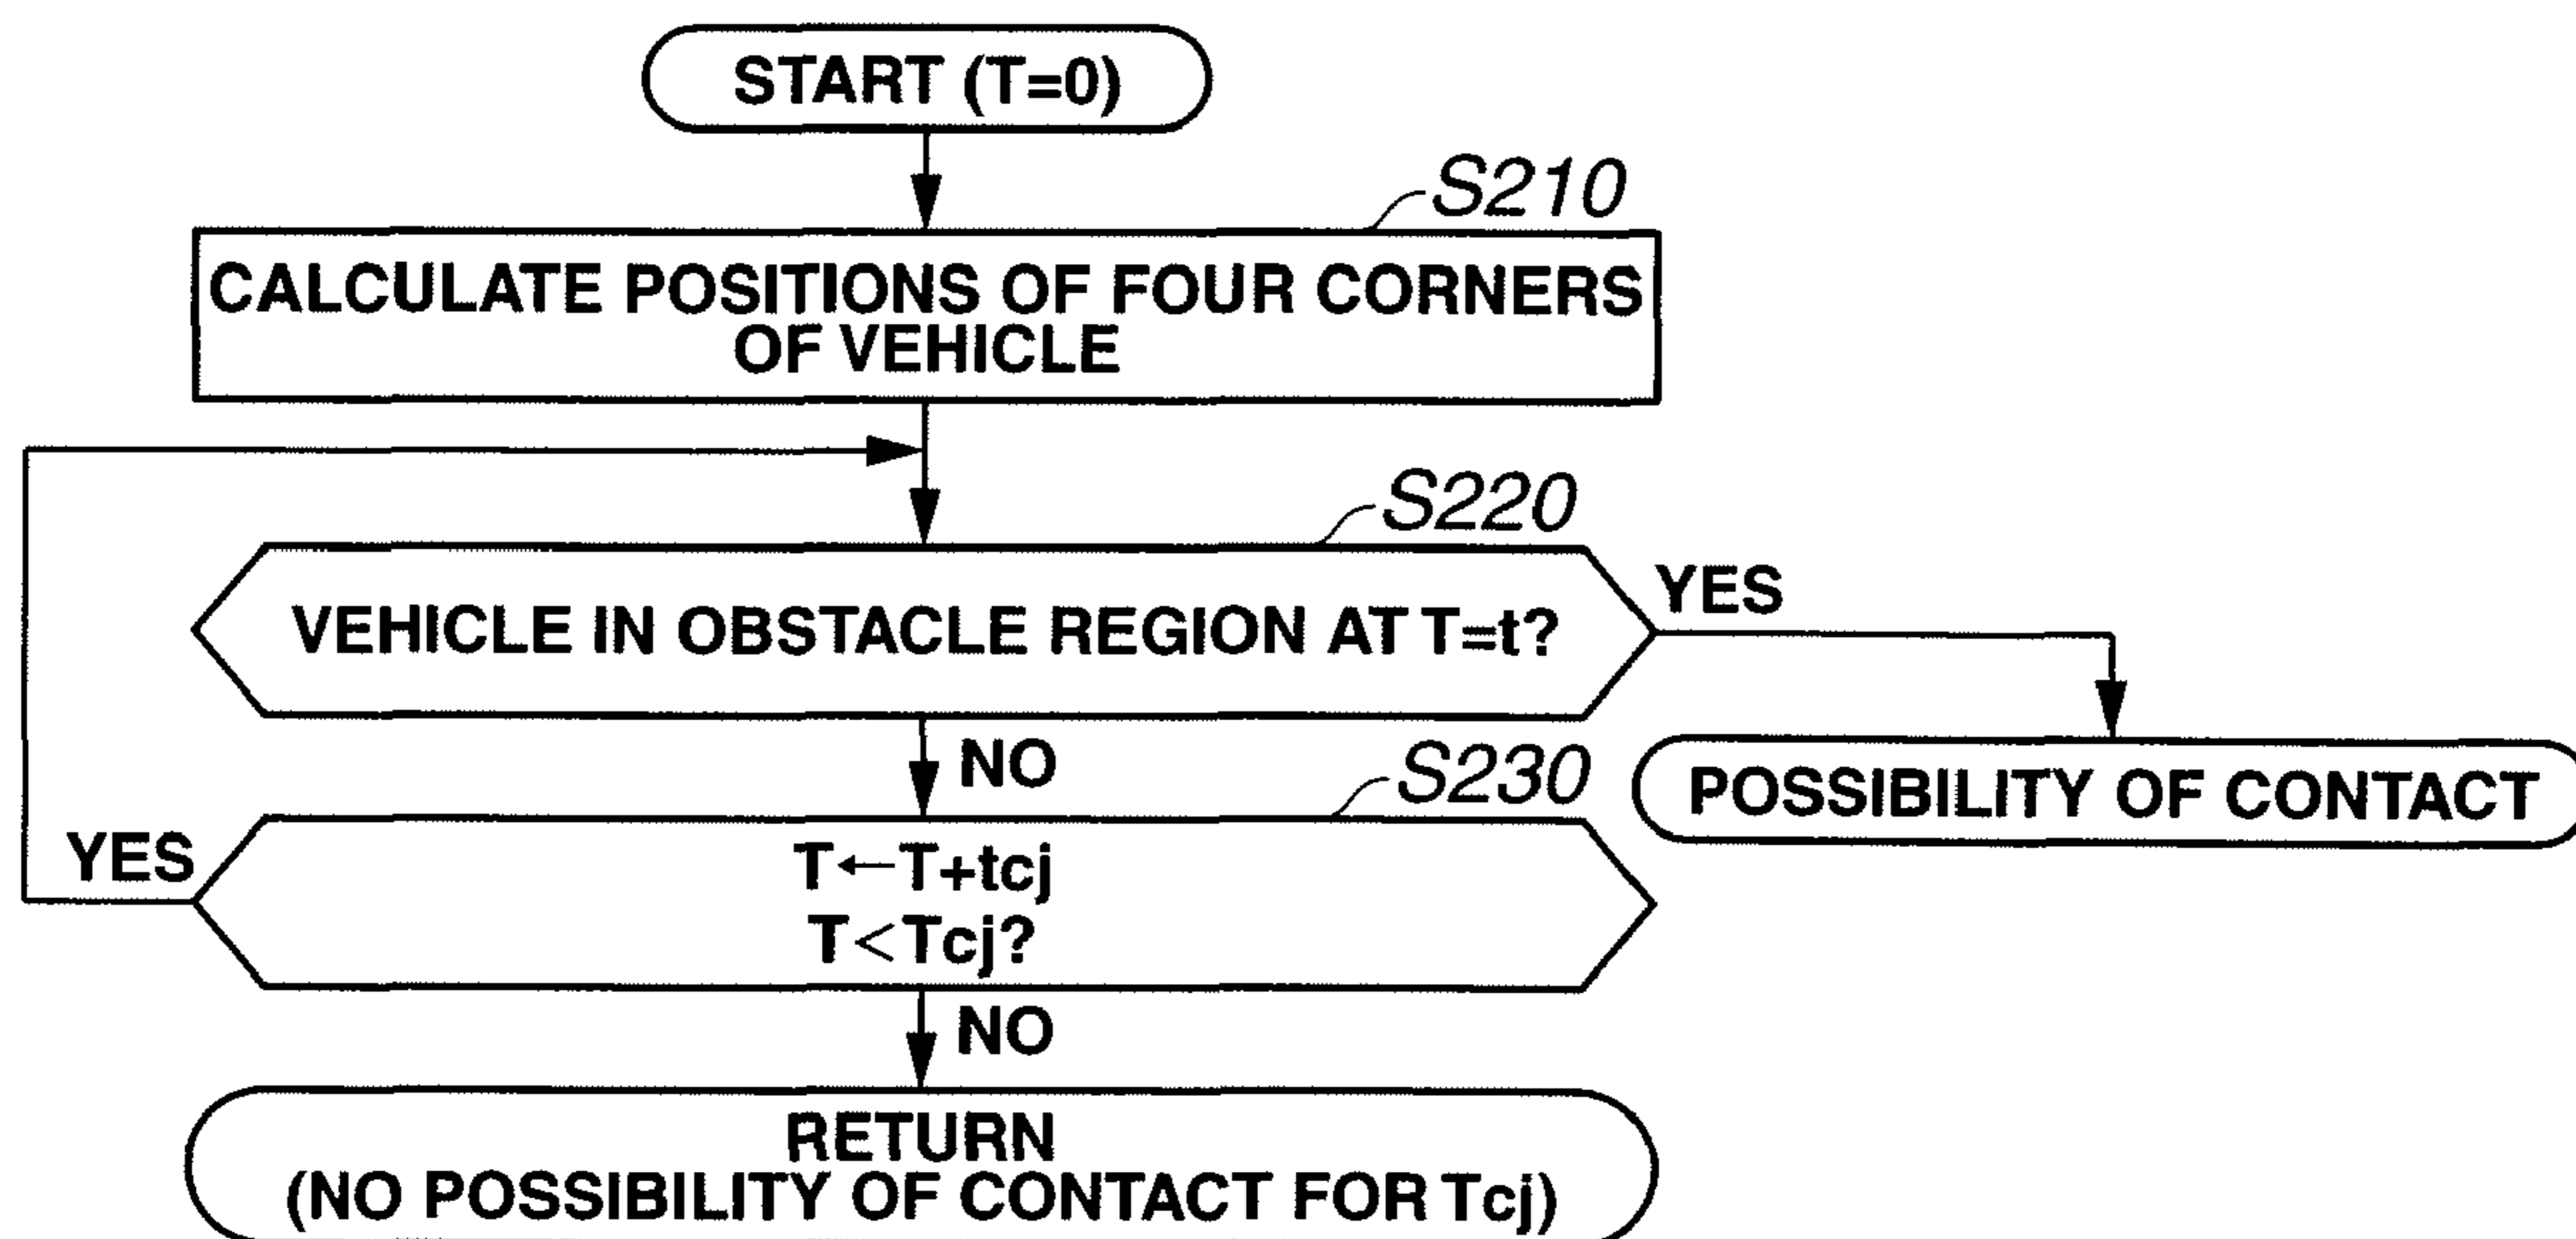 START (T=0)
S210
CALCULATE POSITIONS OF FOUR CORNERS
OF VEHICLE
S220
VEHICLE IN OBSTACLE REGION AT T=t?
YES
NO
POSSIBILITY OF CONTACT
S230
YES
T←T+tcj
T<Tcj?
NO
RETURN
(NO POSSIBILITY OF CONTACT FOR Tcj)